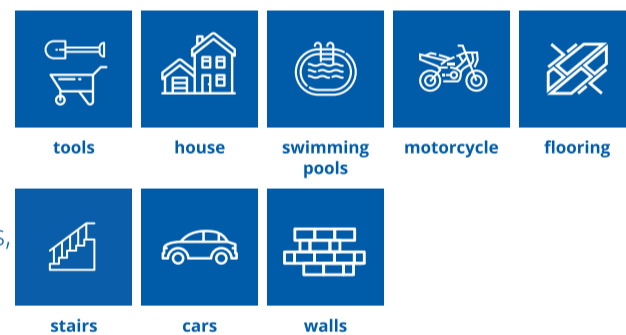 tools
house
swimming
pools
motorcycle
flooring
s,
stairs
cars
walls